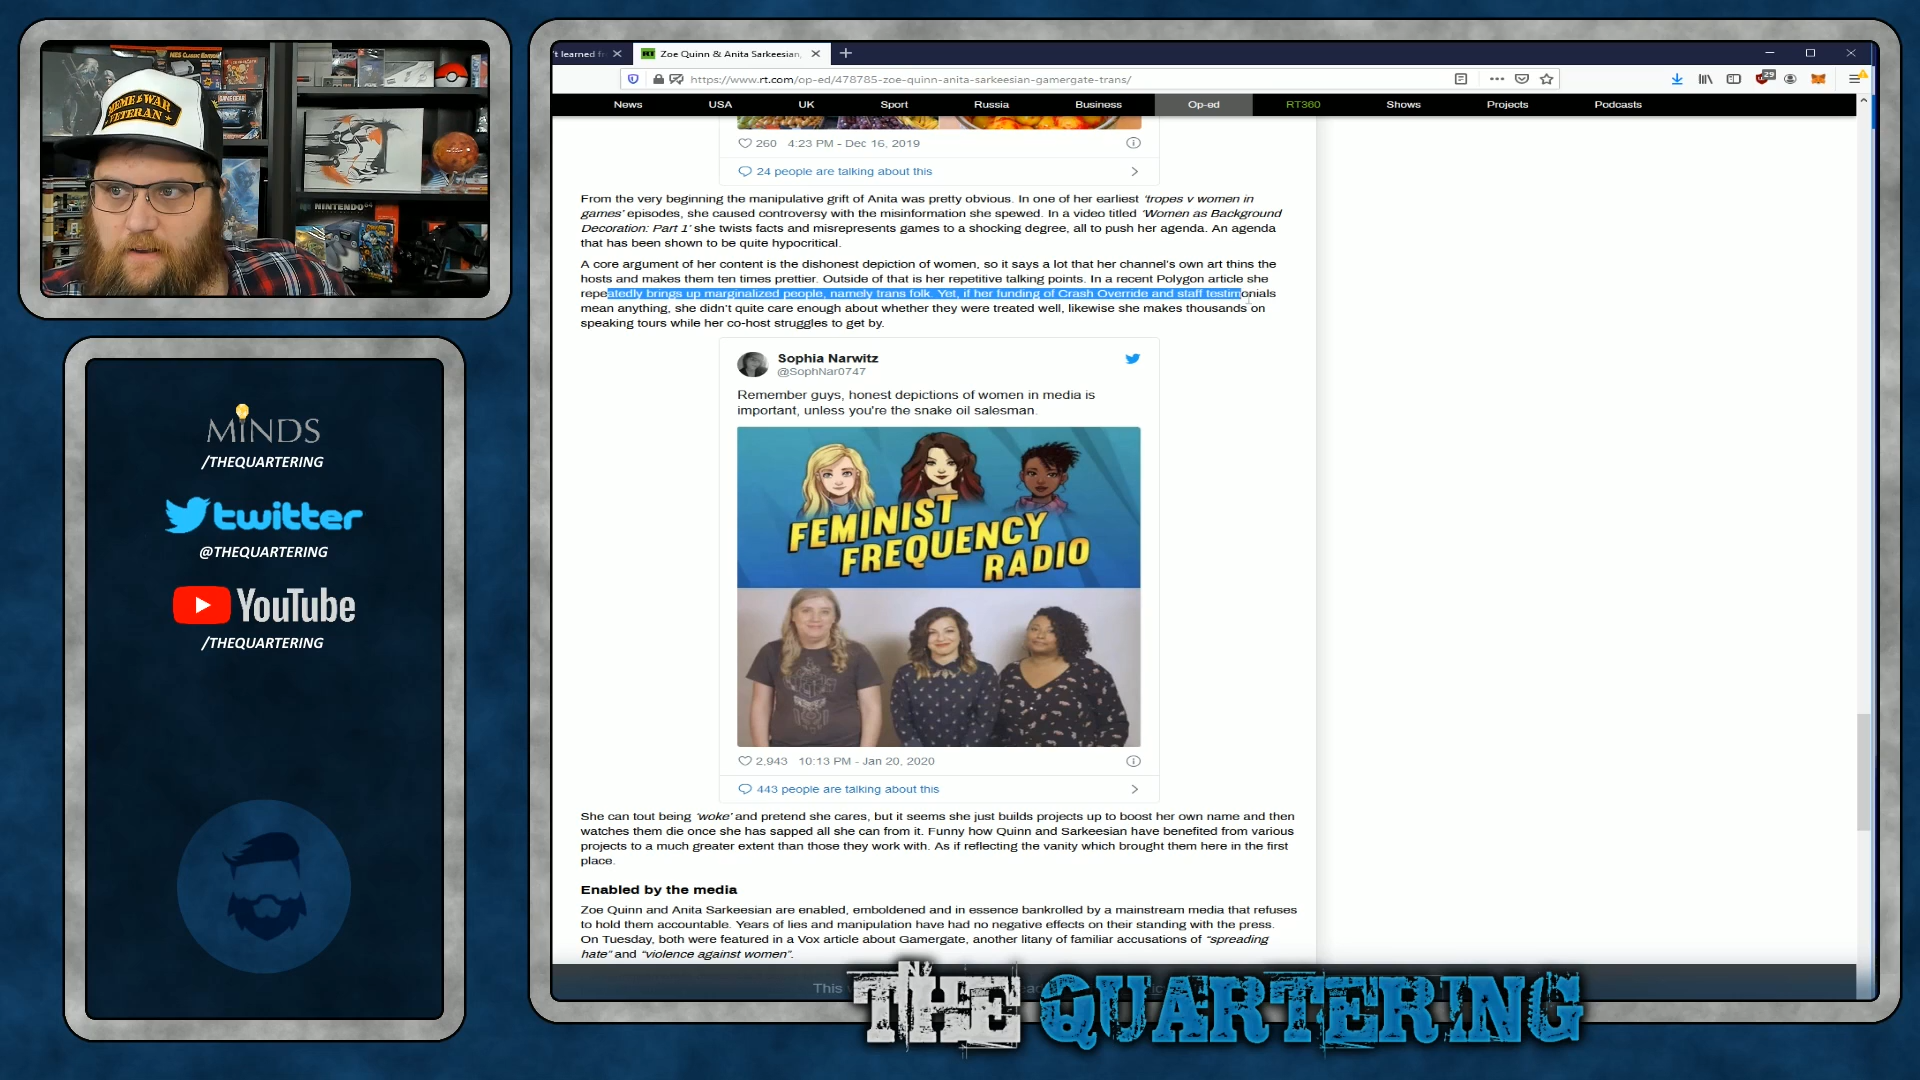 MEME WAR
VETERAN
NES Classic Edition
NINTENDO
MINDS
/THEQUARTERING
twitter
@THEQUARTERING
YouTube
/THEQUARTERING
't learned fr
Zoe Quinn & Anita Sarkeesian,
https://www.rt.com/op-ed/478785-zoe-quinn-anita-sarkeesian-gamergate-trans/
29
News USA UK Sport Russia Business Op-ed RT360 Shows Projects Podcasts
260 4:23 PM - Dec 16, 2019
24 people are talking about this
From the very beginning the manipulative grift of Anita was pretty obvious. In one of her earliest 'tropes v women in
games' episodes, she caused controversy with the misinformation she spewed. In a video titled 'Women as Background
Decoration: Part 1' she twists facts and misrepresents games to a shocking degree, all to push her agenda. An agenda
that has been shown to be quite hypocritical.
A core argument of her content is the dishonest depiction of women, so it says a lot that her channel's own art thins the
hosts and makes them ten times prettier. Outside of that is her repetitive talking points. In a recent Polygon article she
repeatedly brings up marginalized people, namely trans folk. Yet, if her funding of Crash Override and staff testimonials
mean anything, she didn't quite care enough about whether they were treated well, likewise she makes thousands on
speaking tours while her co-host struggles to get by.
Sophia Narwitz
@SophNar0747
Remember guys, honest depictions of women in media is
important, unless you're the snake oil salesman.
FEMINIST
FREQUENCY
RADIO
2,943 10:13 PM - Jan 20, 2020
443 people are talking about this
She can tout being 'woke' and pretend she cares, but it seems she just builds projects up to boost her own name and then
watches them die once she has sapped all she can from it. Funny how Quinn and Sarkeesian have benefited from various
projects to a much greater extent than those they work with. As if reflecting the vanity which brought them here in the first
place.
Enabled by the media
Zoe Quinn and Anita Sarkeesian are enabled, emboldened and in essence bankrolled by a mainstream media that refuses
to hold them accountable. Years of lies and manipulation have had no negative effects on their standing with the press.
On Tuesday, both were featured in a Vox article about Gamergate, another litany of familiar accusations of "spreading
hate" and "violence against women".
This
THE QUARTERING